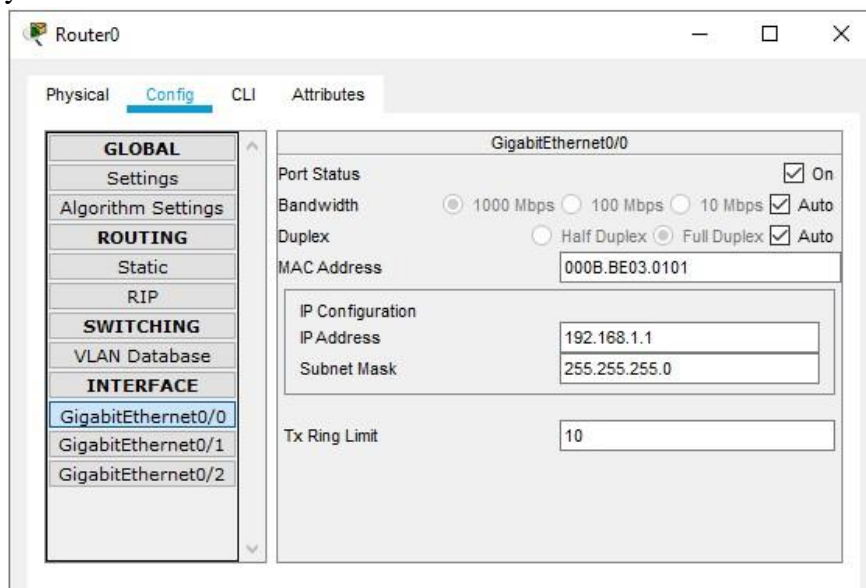 Router0
Physical Config CLI Attributes
GLOBAL
Settings
Algorithm Settings
ROUTING
Static
RIP
SWITCHING
VLAN Database
INTERFACE
GigabitEthernet0/0
GigabitEthernet0/1
GigabitEthernet0/2
GigabitEthernet0/0
Port Status On
Bandwidth 1000 Mbps 100 Mbps 10 Mbps Auto
Duplex Half Duplex Full Duplex Auto
MAC Address 000B.BE03.0101
IP Configuration
IP Address 192.168.1.1
Subnet Mask 255.255.255.0
Tx Ring Limit 10